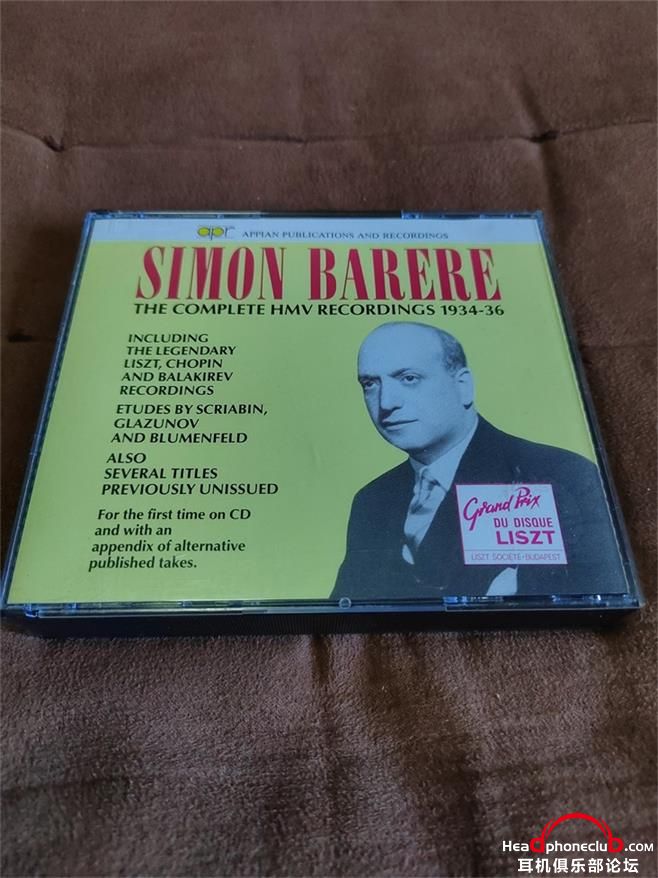 apr APPIAN PUBLICATIONS AND RECORDINGS
SIMON BARERE
THE COMPLETE HMV RECORDINGS 1934-36
INCLUDING
THE LEGENDARY
LISZT, CHOPIN
AND BALAKIREV
RECORDINGS
ETUDES BY SCRIABIN,
GLAZUNOV
AND BLUMENFELD
ALSO
SEVERAL TITLES
PREVIOUSLY UNISSUED
For the first time on CD
and with an
appendix of alternative
published takes.
Grand Prix
DU DISQUE
LISZT
LISZT SOCIETE-BUDAPEST
Headphoneclub.com
耳机俱乐部论坛